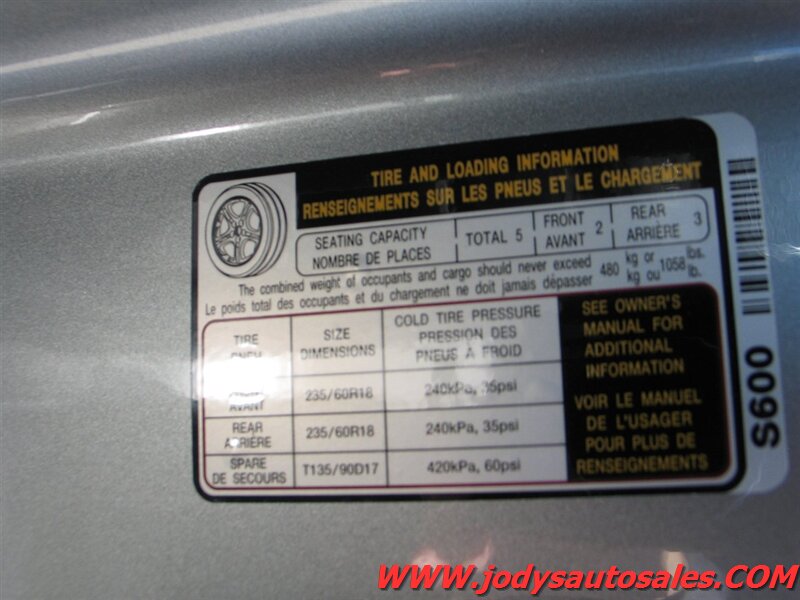 TIRE AND LOADING INFORMATION
RENSEIGNEMENTS SUR LES PNEUS ET LE CHARGEMENT
SEATING CAPACITY
NOMBRE DE PLACES
TOTAL 5
FRONT
AVANT
2
REAR
ARRIÈRE
3
The combined weight of occupants and cargo should never exceed 480 kg or 1058 lbs.
Le poids total des occupants et du chargement ne doit jamais dépasser kg ou lb.
TIRE
SIZE
DIMENSIONS
COLD TIRE PRESSURE
PRESSION DES
PNEUS A FROID
AVANT
235/60R18
240kPa, 35psi
REAR
ARRIÈRE
235/60R18
240kPa, 35psi
SPARE
DE SECOURS
T135/90D17
420kPa, 60psi
SEE OWNER'S
MANUAL FOR
ADDITIONAL
INFORMATION
VOIR LE MANUEL
DE L'USAGER
POUR PLUS DE
RENSEIGNEMENTS
S600
WWW.jodysautosales.COM